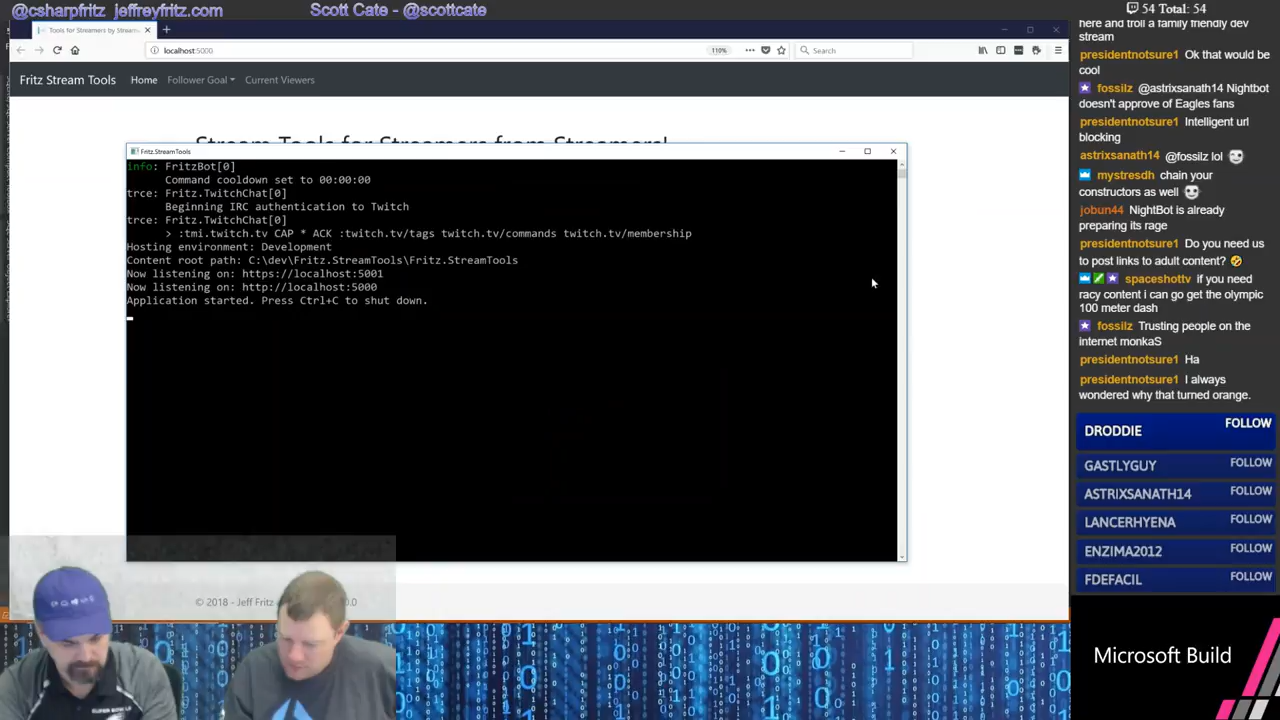 @csharpfritz jeffreyfritz.com
Scott Cate - @scottcate
54 Total: 54
Tools for Streamers by Stream
localhost:5000
110%
Search
Fritz Stream Tools
Home
Follower Goal
Current Viewers
Stream Tools for Streamers from Streamers!
Fritz.StreamTools
info: FritzBot[0]
Command cooldown set to 00:00:00
trce: Fritz.TwitchChat[0]
Beginning IRC authentication to Twitch
trce: Fritz.TwitchChat[0]
> :tmi.twitch.tv CAP * ACK :twitch.tv/tags twitch.tv/commands twitch.tv/membership
Hosting environment: Development
Content root path: C:\dev\Fritz.StreamTools\Fritz.StreamTools
Now listening on: https://localhost:5001
Now listening on: http://localhost:5000
Application started. Press Ctrl+C to shut down.
© 2018 - Jeff Fritz
0.0
here and troll a fifty
stream
presidentnotsure1 Ok that would be
cool
fossilz @astrixsanath14 Nightbot
doesn't approve of Eagles fans
presidentnotsure1 Intelligent url
blocking
astrixsanath14 @fossilz lol
mystresdh chain your
constructors as well
jobun44 NightBot is already
preparing its rage
presidentnotsure1 Do you need us
to post links to adult content?
spaceshottv if you need
racy content i can go get the olympic
100 meter dash
fossilz Trusting people on the
internet monkaS
presidentnotsure1 Ha
presidentnotsure1 I always
wondered why that turned orange.
DRODDIE FOLLOW
GASTLYGUY FOLLOW
ASTRIXSANATH14 FOLLOW
LANCERHYENA FOLLOW
ENZIMA2012 FOLLOW
FDEFACIL FOLLOW
Microsoft Build